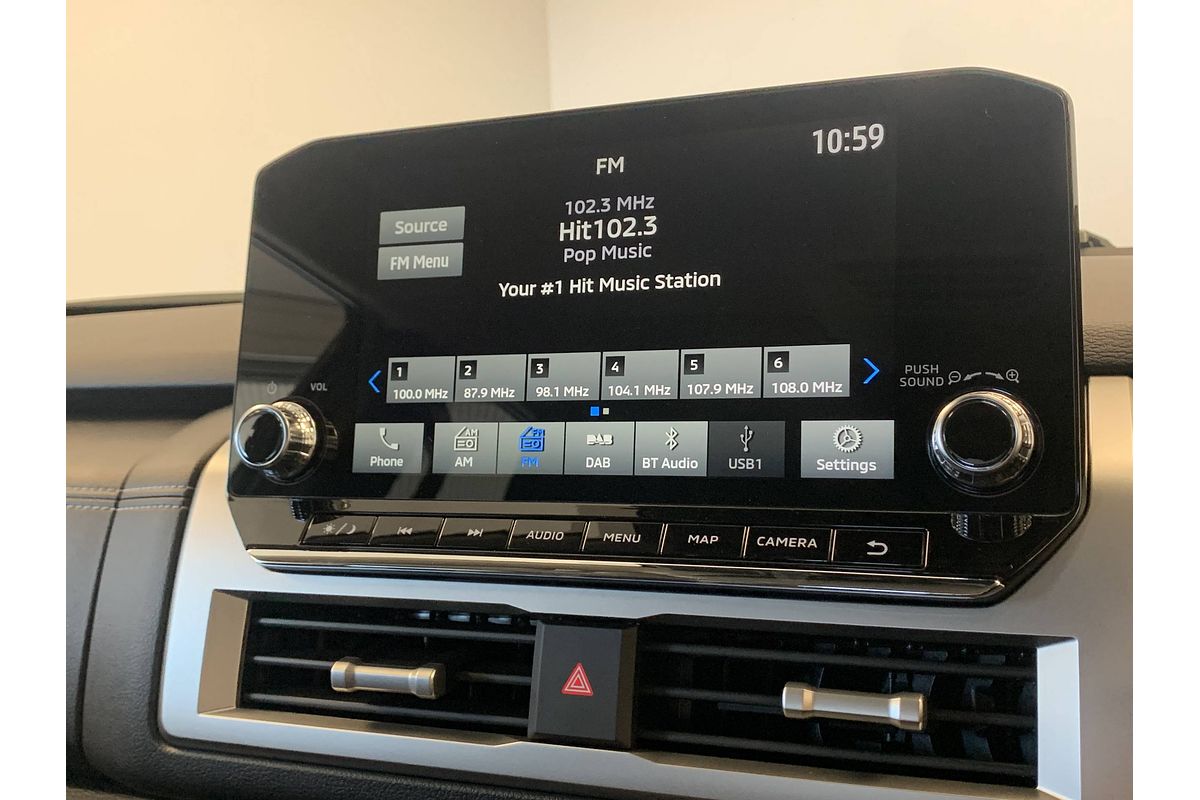 10:59
FM
102.3 MHz
Source
Hit102.3
FM Menu
Pop Music
Your #1 Hit Music Station
1 2 3 4 5 6
100.0 MHz 87.9 MHz 98.1 MHz 104.1 MHz 107.9 MHz 108.0 MHz
VOL
PUSH
SOUND
AM FM DAB
Phone AM FM DAB BT Audio USB1 Settings
AUDIO MENU MAP CAMERA